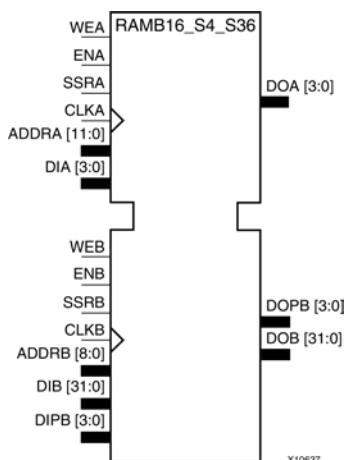 RAMB16_S4_S36
WEA
ENA
SSRA
CLKA
ADDRA [11:0]
DIA [3:0]
DOA [3:0]
WEB
ENB
SSRB
CLKB
ADDRB [8:0]
DIB [31:0]
DIPB [3:0]
DOPB [3:0]
DOB [31:0]
X10637